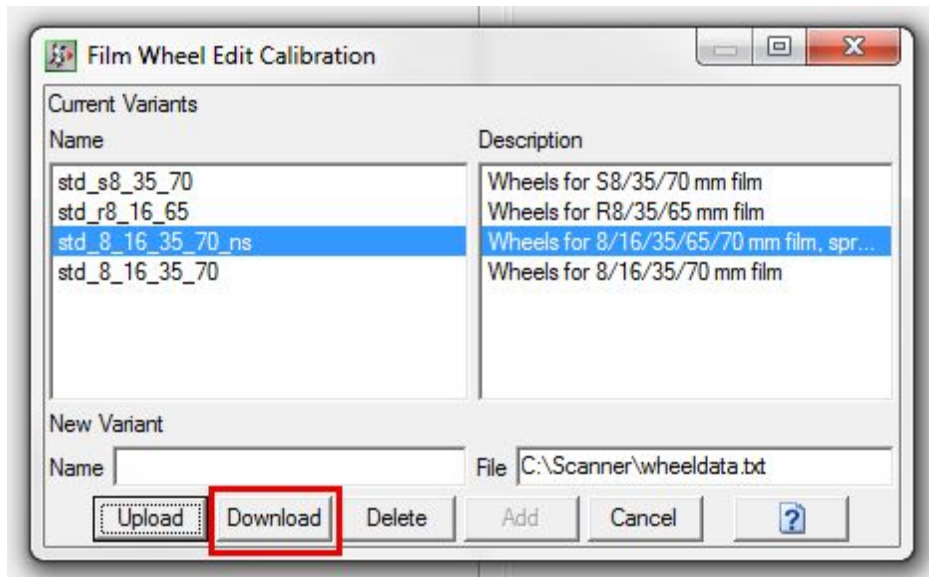 Film Wheel Edit Calibration
Current Variants
Name Description
std_s8_35_70 Wheels for S8/35/70 mm film
std_r8_16_65 Wheels for R8/35/65 mm film
std_8_16_35_70_ns Wheels for 8/16/35/65/70 mm film, spr...
std_8_16_35_70 Wheels for 8/16/35/70 mm film
New Variant
Name File C:\Scanner\wheeldata.txt
Upload Download Delete Add Cancel ?